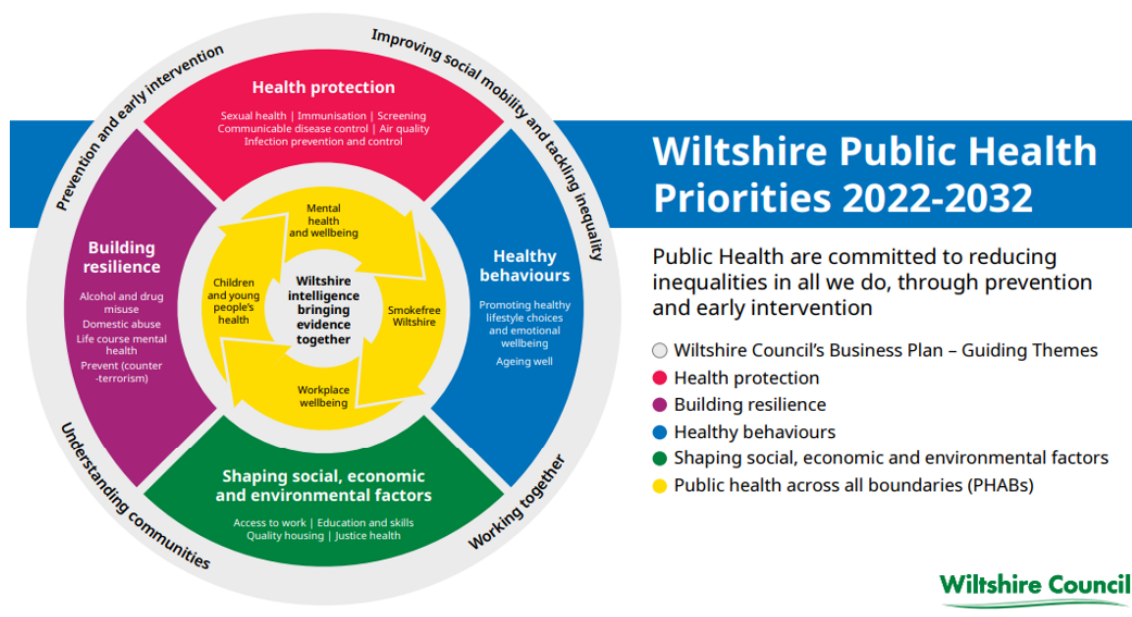 Prevention and early intervention
Improving social mobility and tackling inequality
Health protection
Sexual health | Immunisation | Screening
Communicable disease control | Air quality
Infection prevention and control
Building
resilience
Alcohol and drug
misuse
Domestic abuse
Life course mental
health
Prevent (counter
-terrorism)
Mental
health
and wellbeing
Children
and young
people's
health
Wiltshire
intelligence
bringing
evidence
together
Smokefree
Wiltshire
Workplace
wellbeing
Healthy
behaviours
Promoting healthy
lifestyle choices
and emotional
wellbeing
Ageing well
Shaping social, economic
and environmental factors
Access to work | Education and skills
Quality housing | Justice health
Understanding communities
Working together
Wiltshire Public Health
Priorities 2022-2032
Public Health are committed to reducing
inequalities in all we do, through prevention
and early intervention
Wiltshire Council's Business Plan – Guiding Themes
Health protection
Building resilience
Healthy behaviours
Shaping social, economic and environmental factors
Public health across all boundaries (PHABs)
Wiltshire Council